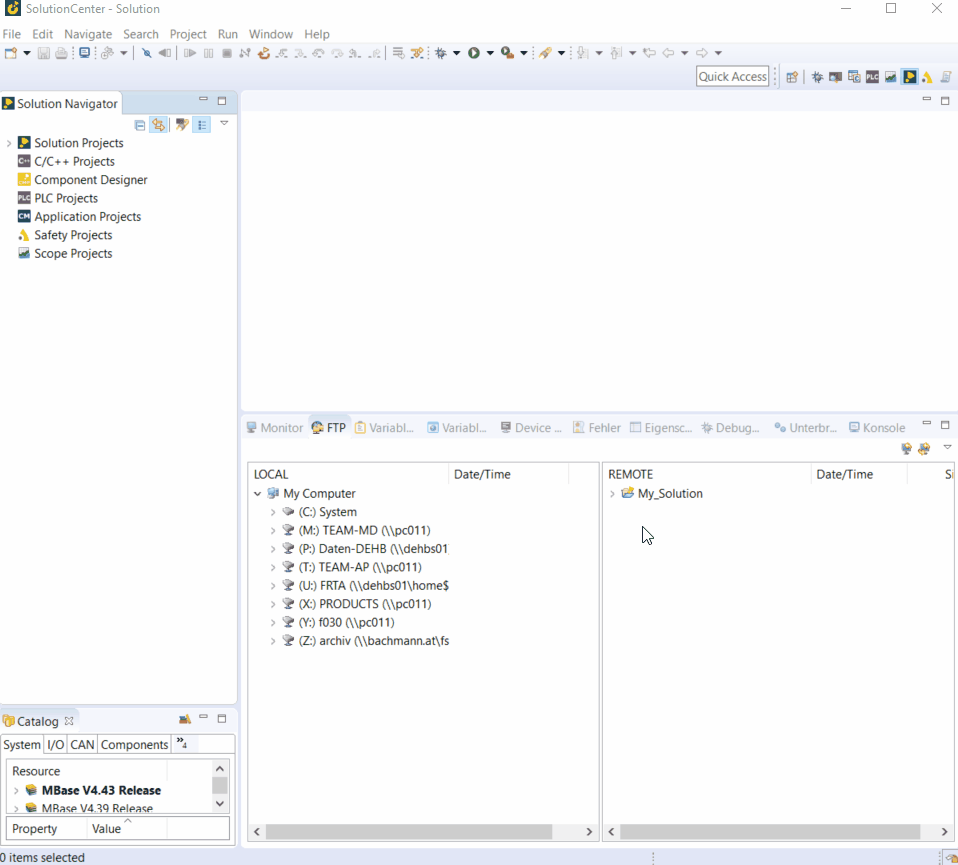 SolutionCenter - Solution
File Edit Navigate Search Project Run Window Help
Quick Access
PLC
Solution Navigator
Solution Projects
C++ C/C++ Projects
Component Designer
PLC PLC Projects
CM Application Projects
Safety Projects
Scope Projects
Monitor FTP Variabl... Variabl... Device ... Fehler Eigensc... Debug... Unterbr... Konsole
LOCAL Date/Time
My Computer
(C:) System
(M:) TEAM-MD (\\pc011)
(P:) Daten-DEHB (\\dehbs01
(T:) TEAM-AP (\\pc011)
(U:) FRTA (\\dehbs01\home$
(X:) PRODUCTS (\\pc011)
(Y:) f030 (\\pc011)
(Z:) archiv (\\bachmann.at\fs
REMOTE Date/Time Si
My_Solution
Catalog
System I/O CAN Components »4
Resource
MBase V4.43 Release
MBase V4.39 Release
Property Value
0 items selected